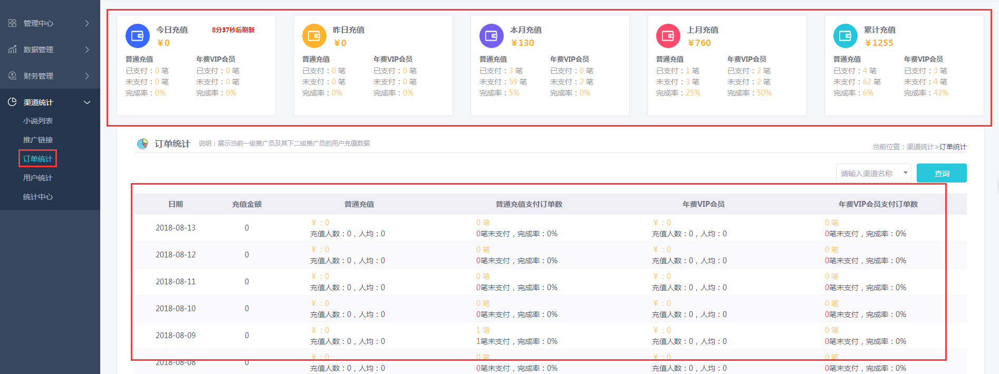 管理中心
数据管理
财务管理
渠道统计
小说列表
推广链接
订单统计
用户统计
统计中心
今日充值 8分37秒后刷新
¥0
普通充值 年费VIP会员
已支付：0 笔 已支付：0 笔
未支付：0 笔 未支付：0 笔
完成率：0% 完成率：0%
昨日充值
¥0
普通充值 年费VIP会员
已支付：0 笔 已支付：0 笔
未支付：0 笔 未支付：0 笔
完成率：0% 完成率：0%
本月充值
¥130
普通充值 年费VIP会员
已支付：3 笔 已支付：0 笔
未支付：59 笔 未支付：2 笔
完成率：5% 完成率：0%
上月充值
¥760
普通充值 年费VIP会员
已支付：1 笔 已支付：2 笔
未支付：3 笔 未支付：2 笔
完成率：25% 完成率：50%
累计充值
¥1255
普通充值 年费VIP会员
已支付：4 笔 已支付：3 笔
未支付：62 笔 未支付：4 笔
完成率：6% 完成率：43%
订单统计 说明：展示当前一级推广员及其下二级推广员的用户充值数据
当前位置：渠道统计>订单统计
请输入渠道名称 查询
日期 充值金额 普通充值 普通充值支付订单数 年费VIP会员 年费VIP会员支付订单数
¥：0 0 笔 ¥：0 0 笔
2018-08-13 0
充值人数：0，人均：0 0笔未支付，完成率：0% 充值人数：0，人均：0 0笔未支付，完成率：0%
¥：0 0 笔 ¥：0 0 笔
2018-08-12 0
充值人数：0，人均：0 0笔未支付，完成率：0% 充值人数：0，人均：0 0笔未支付，完成率：0%
¥：0 0 笔 ¥：0 0 笔
2018-08-11 0
充值人数：0，人均：0 0笔未支付，完成率：0% 充值人数：0，人均：0 0笔未支付，完成率：0%
¥：0 0 笔 ¥：0 0 笔
2018-08-10 0
充值人数：0，人均：0 0笔未支付，完成率：0% 充值人数：0，人均：0 0笔未支付，完成率：0%
¥：0 1 笔 ¥：0 0 笔
2018-08-09 0
充值人数：0，人均：0 1笔未支付，完成率：0% 充值人数：0，人均：0 0笔未支付，完成率：0%
¥：0 0 笔 ¥：0 0 笔
2018-08-08 0
充值人数：0，人均：0 0笔未支付，完成率：0% 充值人数：0，人均：0 0笔未支付，完成率：0%